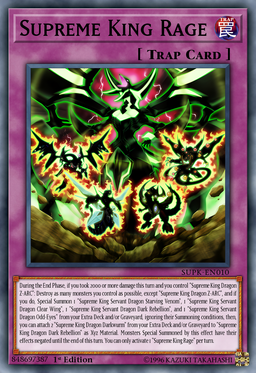 SUPREME KING RAGE
TRAP
罠
[ TRAP CARD ]
SUPK-EN010
During the End Phase, if you took 2000 or more damage this turn and you control "Supreme King Dragon
Z-ARC": Destroy as many monsters you control as possible, except "Supreme King Dragon Z-ARC", and if
you do, Special Summon 1 "Supreme King Servant Dragon Starving Venom", 1 "Supreme King Servant
Dragon Clear Wing", 1 "Supreme King Servant Dragon Dark Rebellion", and 1 "Supreme King Servant
Dragon Odd-Eyes" from your Extra Deck and/or Graveyard, ignoring their Summoning conditions, then,
you can attach 2 "Supreme King Dragon Darkwurm" from your Extra Deck and/or Graveyard to "Supreme
King Dragon Dark Rebellion" as Xyz Material. Monsters Special Summoned by this effect have their
effects negated until the end of this turn. You can only activate 1 "Supreme King Rage" per turn.
848697387
1st Edition
©1996 KAZUKI TAKAHASHI